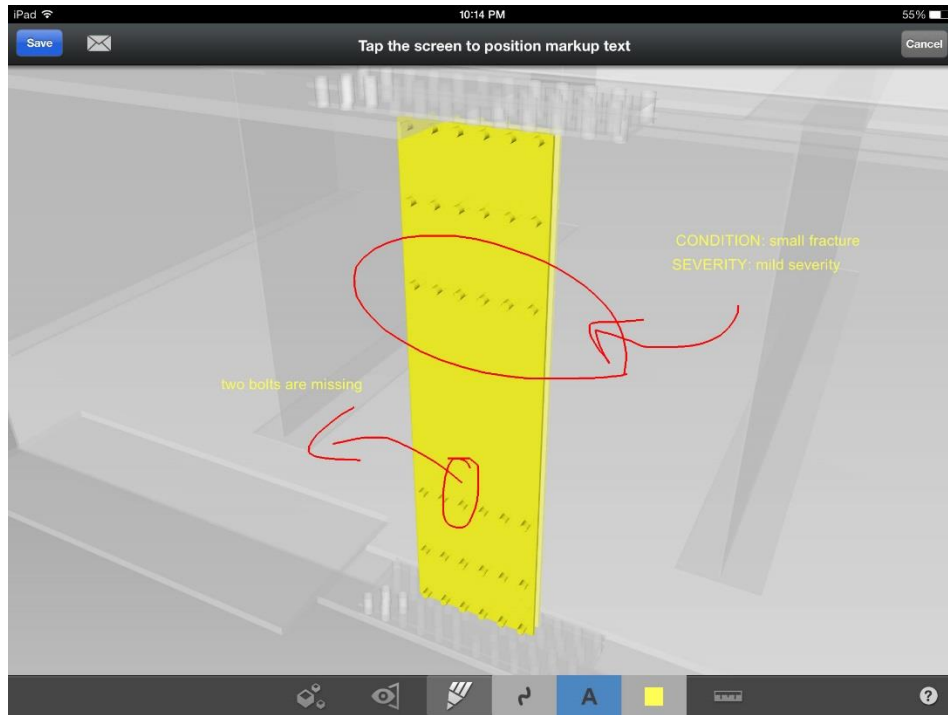 iPad 10:14 PM 55%
Save Tap the screen to position markup text Cancel
CONDITION: small fracture
SEVERITY: mild severity
two bolts are missing
A ?